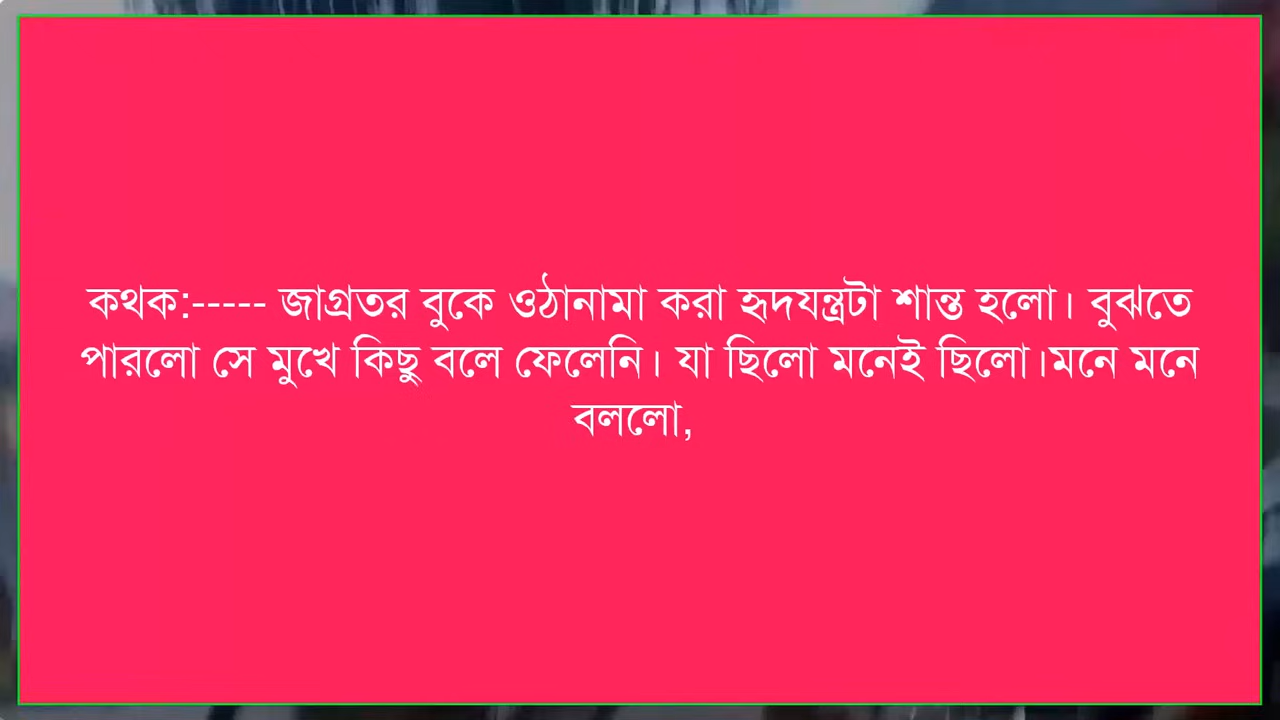 কথক:----- জাগ্রতর বুকে ওঠানামা করা হৃদযন্ত্রটা শান্ত হলো। বুঝতে
পারলো সে মুখে কিছু বলে ফেলেনি। যা ছিলো মনেই ছিলো।মনে মনে
বললো,